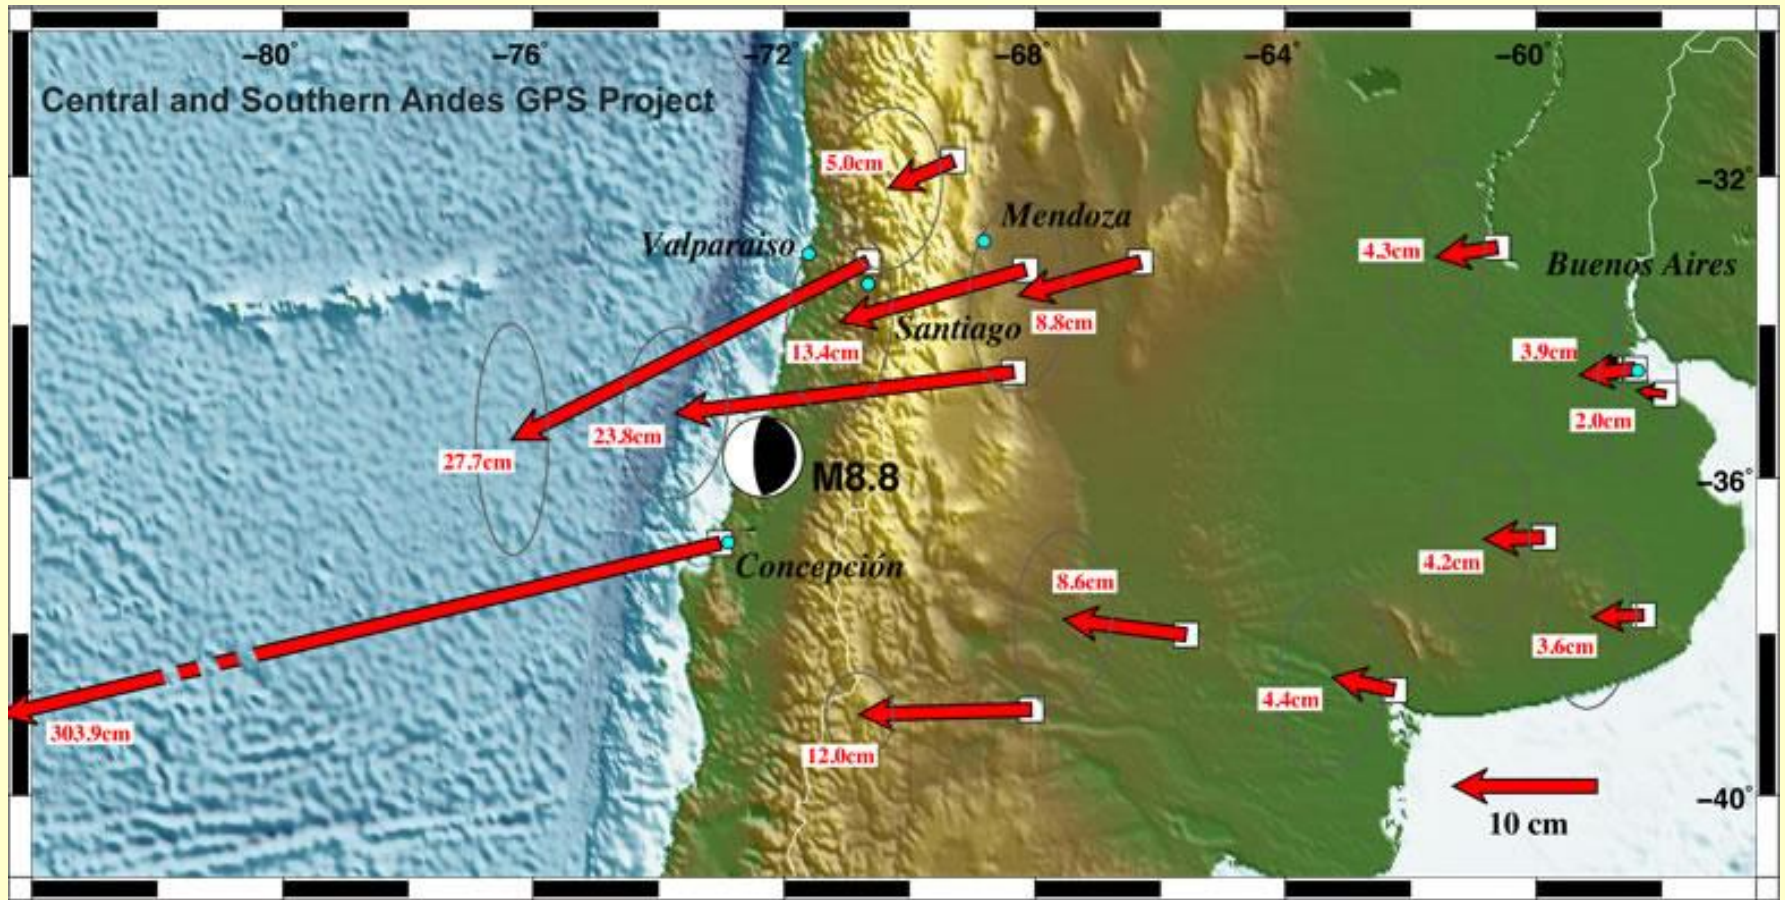 −80°
−76°
−72°
−68°
−64°
−60°
Central and Southern Andes GPS Project
5.0cm
−32°
Mendoza
Valparaiso
4.3cm
Buenos Aires
Santiago
8.8cm
13.4cm
3.9cm
2.0cm
23.8cm
27.7cm
M8.8
−36°
Concepción
4.2cm
8.6cm
3.6cm
4.4cm
303.9cm
12.0cm
−40°
10 cm